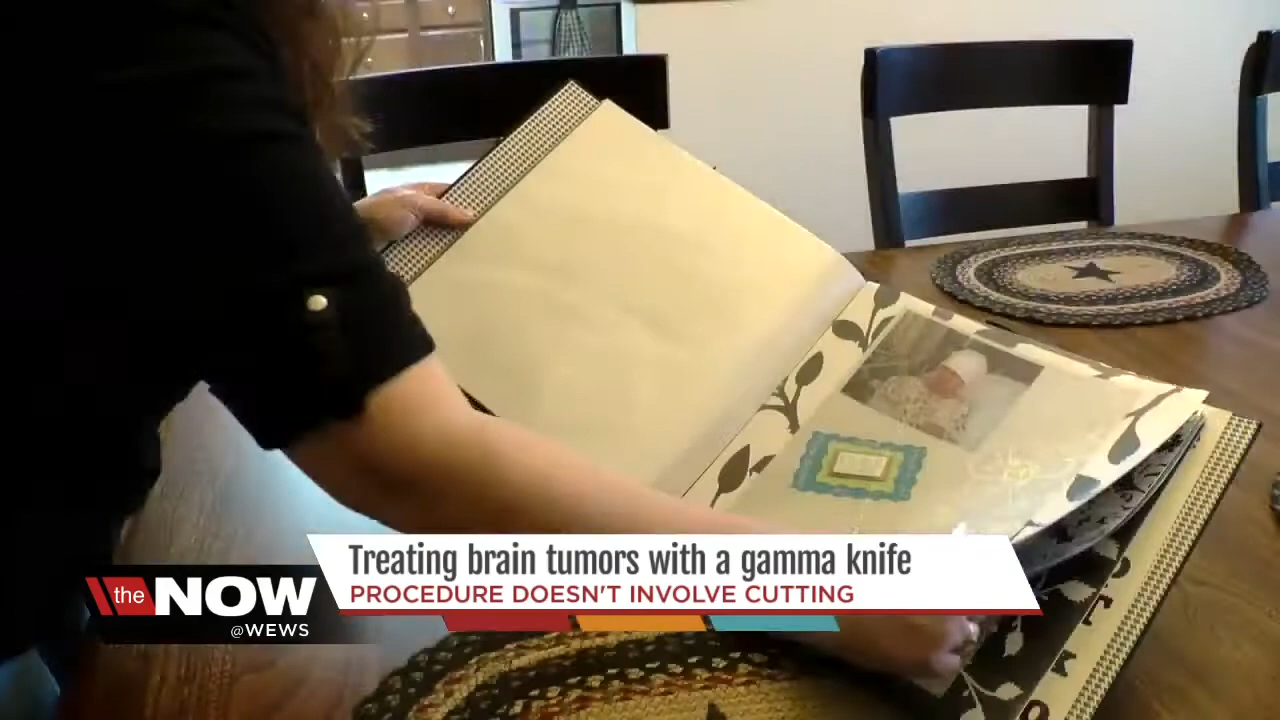 Treating brain tumors with a gamma knife
PROCEDURE DOESN'T INVOLVE CUTTING
the NOW
@WEWS